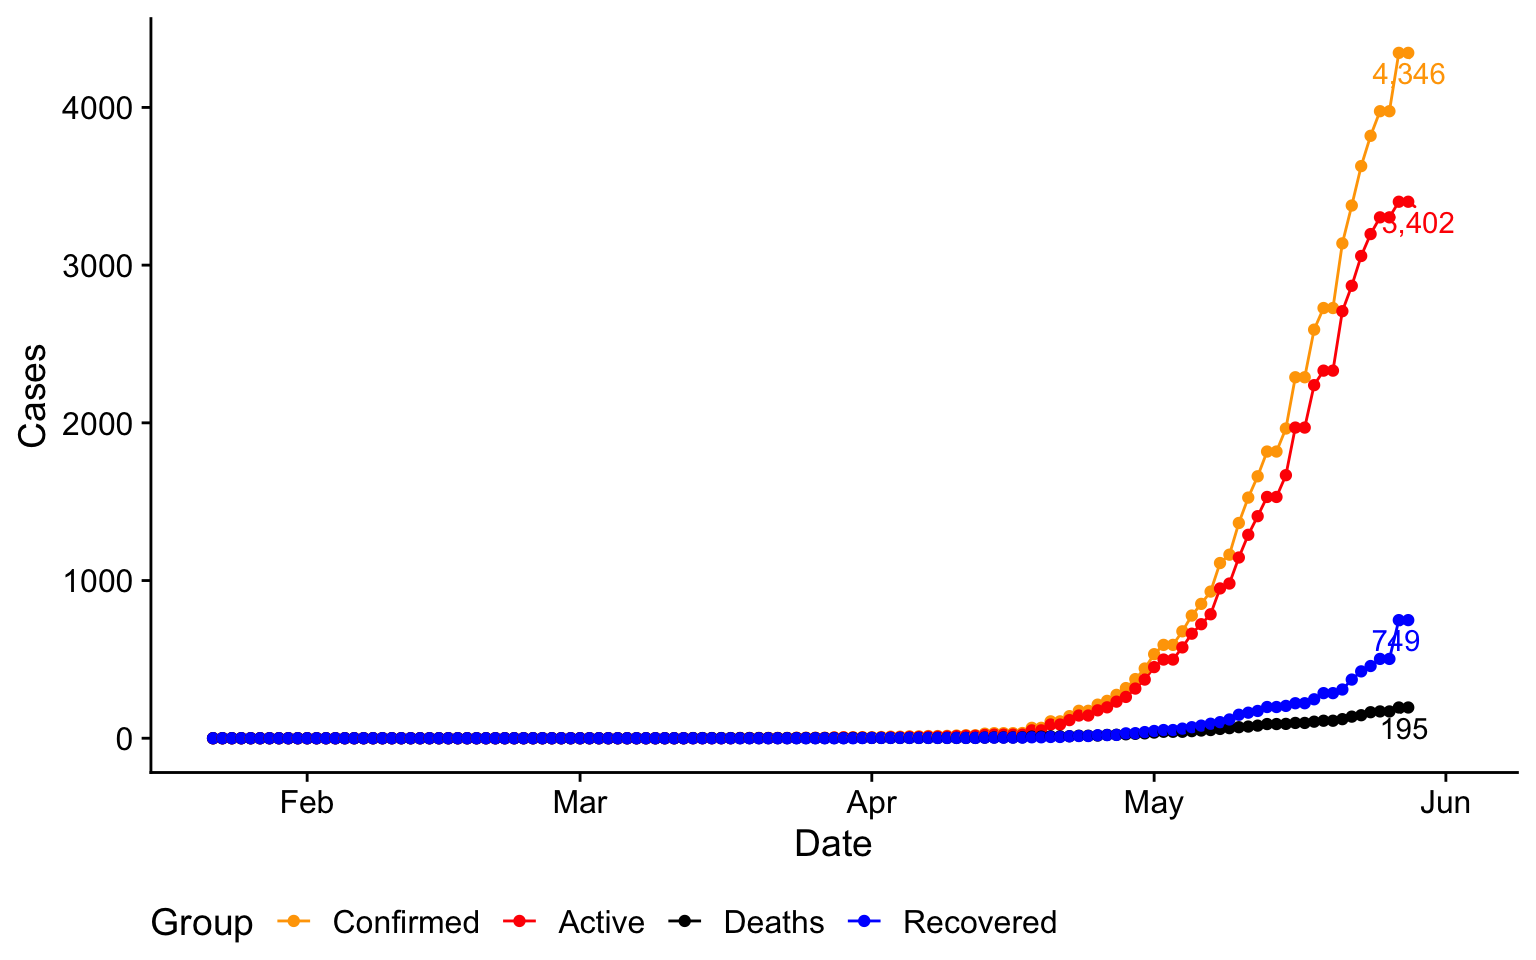 4,346
4000
3,402
3000
Cases
2000
1000
749
195
0
Feb Mar Apr May Jun
Date
Group Confirmed Active Deaths Recovered